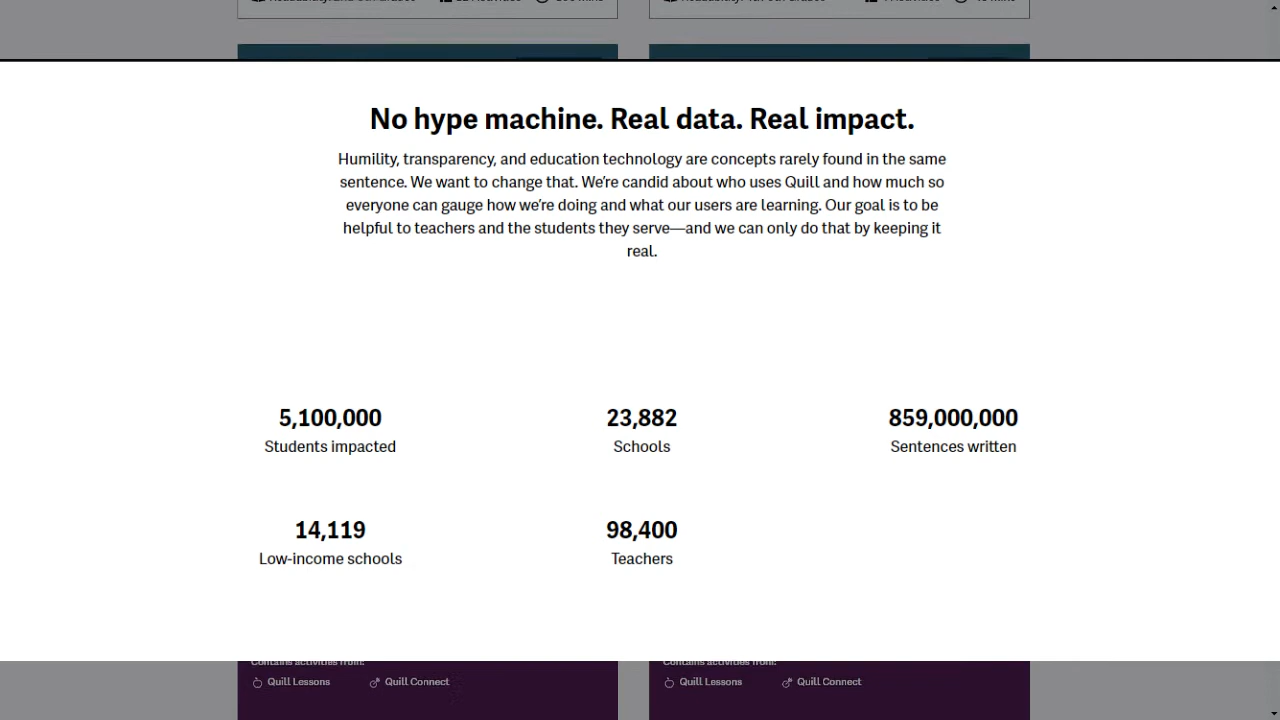 No hype machine. Real data. Real impact.
Humility, transparency, and education technology are concepts rarely found in the same
sentence. We want to change that. We're candid about who uses Quill and how much so
everyone can gauge how we're doing and what our users are learning. Our goal is to be
helpful to teachers and the students they serve—and we can only do that by keeping it
real.
5,100,000
Students impacted
23,882
Schools
859,000,000
Sentences written
14,119
Low-income schools
98,400
Teachers
Contains activities from:
Quill Lessons
Quill Connect
Contains activities from:
Quill Lessons
Quill Connect